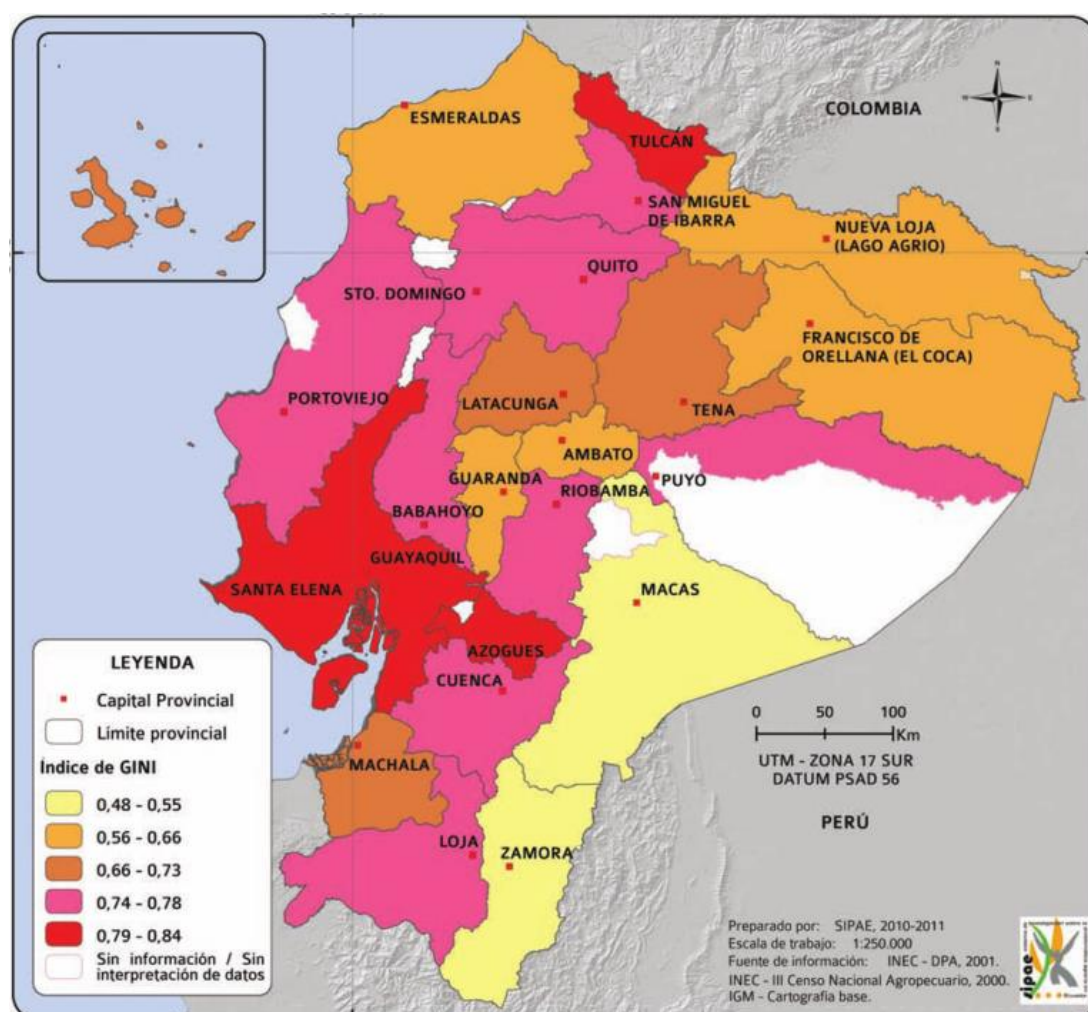 N
W E
S
COLOMBIA
ESMERALDAS
TULCÁN
SAN MIGUEL
DE IBARRA
NUEVA LOJA
(LAGO AGRIO)
QUITO
STO. DOMINGO
FRANCISCO DE
ORELLANA (EL COCA)
PORTOVIEJO
LATACUNGA
TENA
AMBATO
GUARANDA
RIOBAMBA
PUYO
BABAHOYO
GUAYAQUIL
SANTA ELENA
MACAS
AZOGUES
CUENCA
MACHALA
LOJA
ZAMORA
LEYENDA
Capital Provincial
Límite provincial
Índice de GINI
0,48 - 0,55
0,56 - 0,66
0,66 - 0,73
0,74 - 0,78
0,79 - 0,84
Sin información / Sin
interpretación de datos
0 50 100
Km
UTM - ZONA 17 SUR
DATUM PSAD 56
PERÚ
Preparado por: SIPAE, 2010-2011
Escala de trabajo: 1:250.000
Fuente de información: INEC - DPA, 2001.
INEC - III Censo Nacional Agropecuario, 2000.
IGM - Cartografía base.
sipae